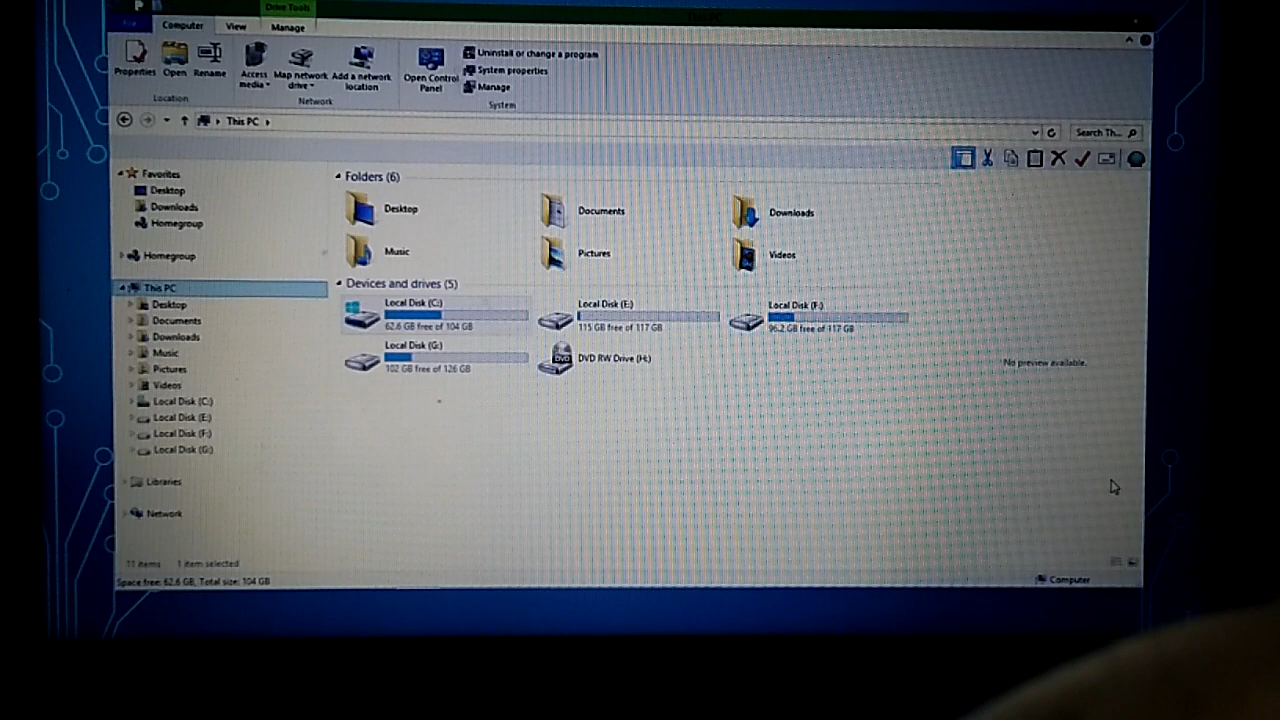 Drive Tools
File Computer View Manage
Properties Open Rename Access media Map network drive Add a network location Open Control Panel Uninstall or change a program
System properties
Manage
Location Network System
This PC Search Th...
Favorites
Desktop
Downloads
Homegroup
Homegroup
This PC
Desktop
Documents
Downloads
Music
Pictures
Videos
Local Disk (C:)
Local Disk (E:)
Local Disk (F:)
Local Disk (G:)
Libraries
Network
Folders (6)
Desktop Documents Downloads
Music Pictures Videos
Devices and drives (5)
Local Disk (C:) Local Disk (E:) Local Disk (F:)
62.6 GB free of 104 GB 115 GB free of 117 GB 96.2 GB free of 117 GB
Local Disk (G:) DVD RW Drive (H:)
102 GB free of 126 GB
DVD
No preview available.
11 items 1 item selected
Space free: 62.6 GB, Total size: 104 GB Computer